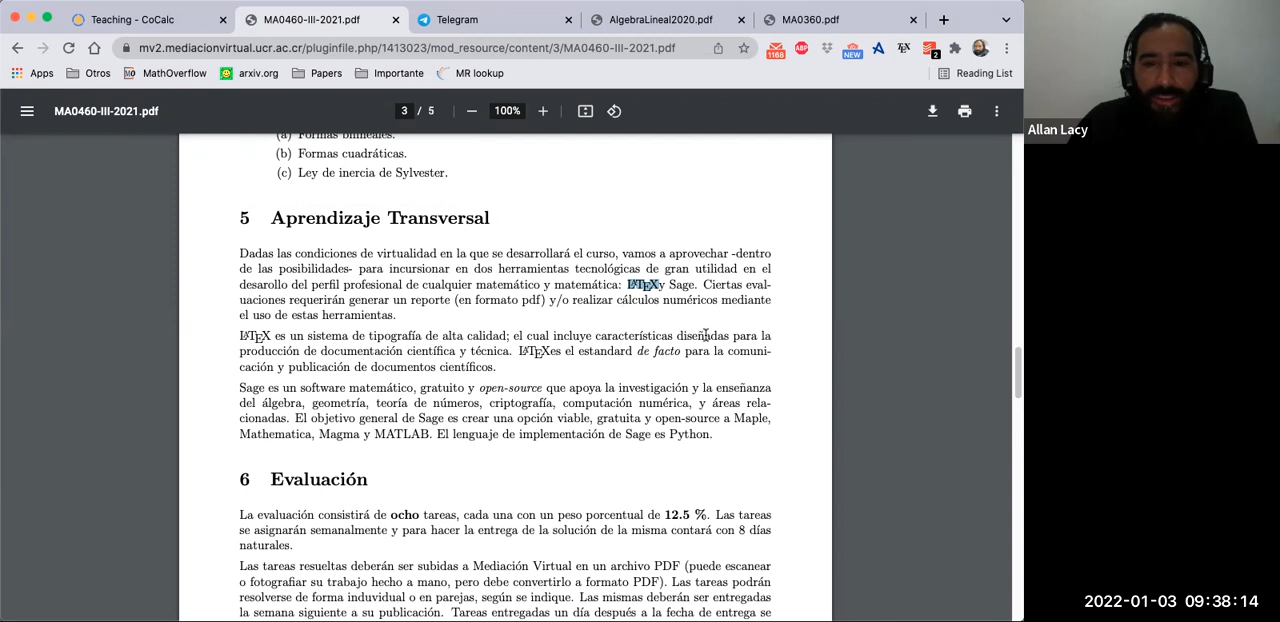 Teaching - CoCalc
MA0460-III-2021.pdf
Telegram
AlgebraLineal2020.pdf
MA0360.pdf
mv2.mediacionvirtual.ucr.ac.cr/pluginfile.php/1413023/mod_resource/content/3/MA0460-III-2021.pdf
1168
ABP
NEW
TEX
2
Apps
Otros
MathOverflow
arxiv.org
Papers
Importante
MR lookup
Reading List
MA0460-III-2021.pdf
3 / 5
100%
(a) Formas bilineales.
(b) Formas cuadráticas.
(c) Ley de inercia de Sylvester.
5 Aprendizaje Transversal
Dadas las condiciones de virtualidad en la que se desarrollará el curso, vamos a aprovechar -dentro
de las posibilidades- para incursionar en dos herramientas tecnológicas de gran utilidad en el
desarollo del perfil profesional de cualquier matemático y matemática: LATEXy Sage. Ciertas eval-
uaciones requerirán generar un reporte (en formato pdf) y/o realizar cálculos numéricos mediante
el uso de estas herramientas.
LATEX es un sistema de tipografía de alta calidad; el cual incluye características diseñadas para la
producción de documentación científica y técnica. LATEXes el estandard de facto para la comuni-
cación y publicación de documentos científicos.
Sage es un software matemático, gratuito y open-source que apoya la investigación y la enseñanza
del álgebra, geometría, teoría de números, criptografía, computación numérica, y áreas rela-
cionadas. El objetivo general de Sage es crear una opción viable, gratuita y open-source a Maple,
Mathematica, Magma y MATLAB. El lenguaje de implementación de Sage es Python.
6 Evaluación
La evaluación consistirá de ocho tareas, cada una con un peso porcentual de 12.5 %. Las tareas
se asignarán semanalmente y para hacer la entrega de la solución de la misma contará con 8 días
naturales.
Las tareas resueltas deberán ser subidas a Mediación Virtual en un archivo PDF (puede escanear
o fotografiar su trabajo hecho a mano, pero debe convertirlo a formato PDF). Las tareas podrán
resolverse de forma induvidual o en parejas, según se indique. Las mismas deberán ser entregadas
la semana siguiente a su publicación. Tareas entregadas un día después a la fecha de entrega se
Allan Lacy
2022-01-03 09:38:14